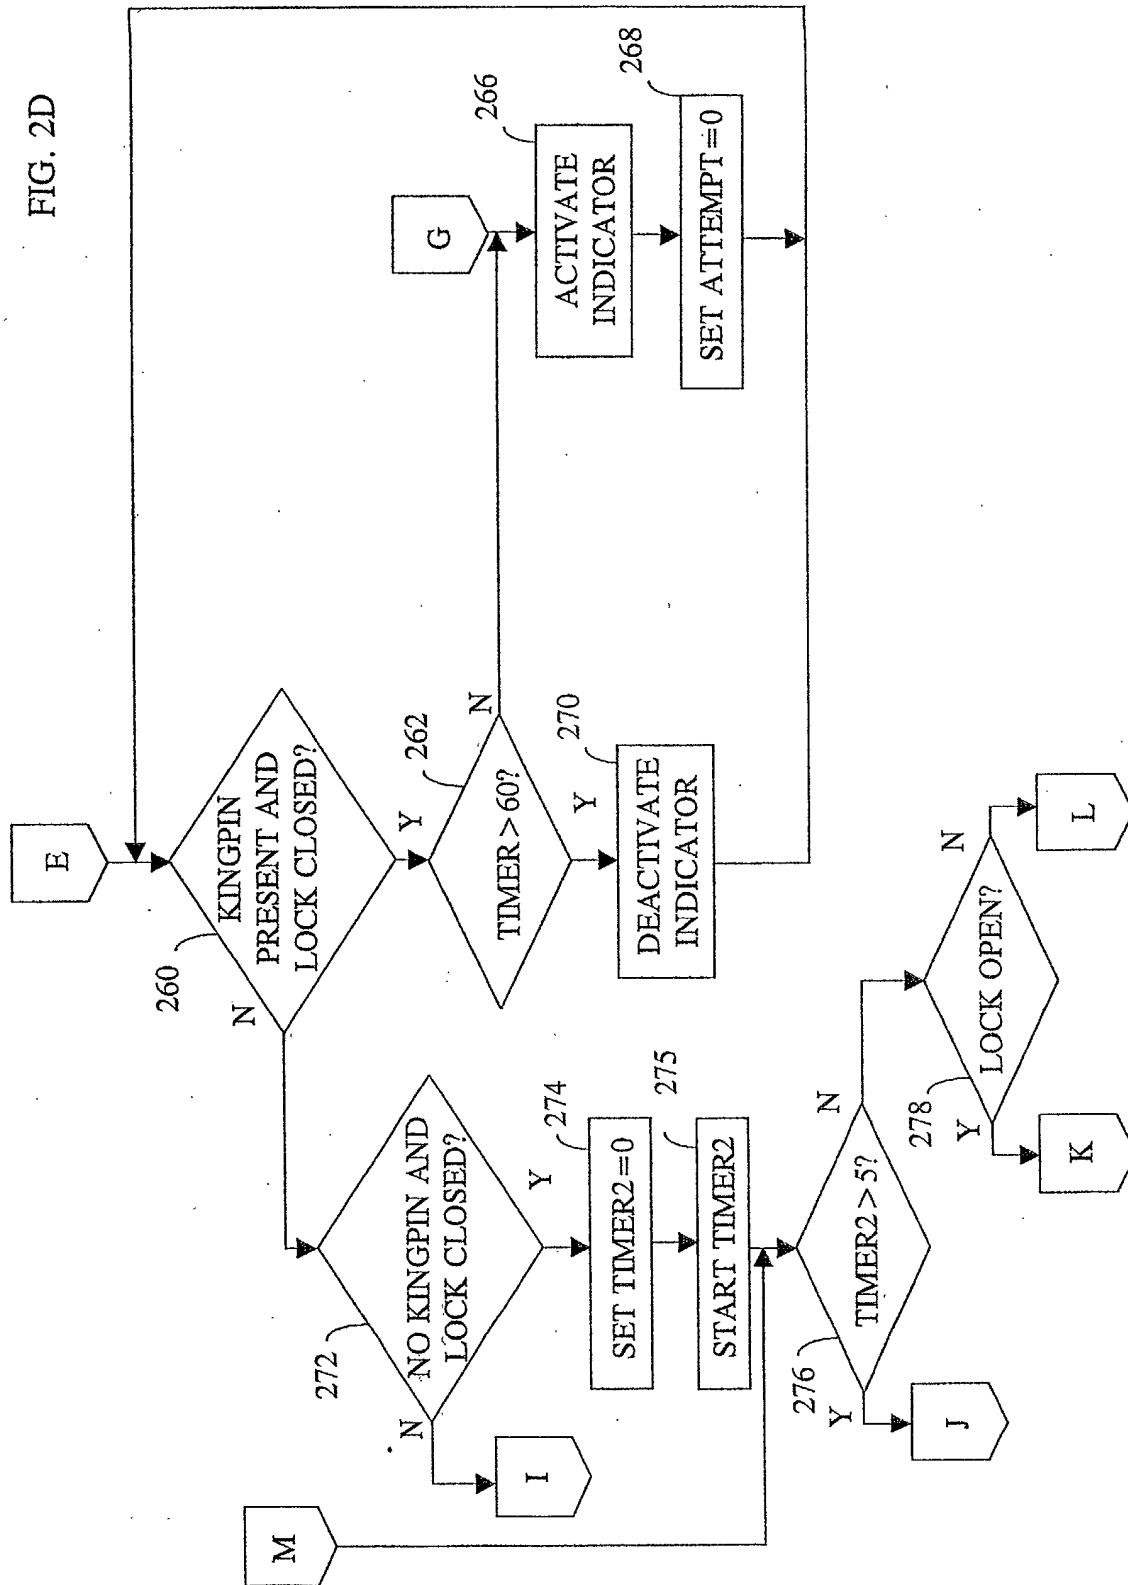 FIG. 2D
E
KINGPIN
PRESENT AND
LOCK CLOSED?
260
N
Y
TIMER>60?
262
N
Y
G
ACTIVATE
INDICATOR
266
SET ATTEMPT=0
268
DEACTIVATE
INDICATOR
270
NO KINGPIN AND
LOCK CLOSED?
272
N
Y
I
M
SET TIMER2=0
274
START TIMER2
275
TIMER2>5?
276
Y
N
J
LOCK OPEN?
278
Y
N
K
L